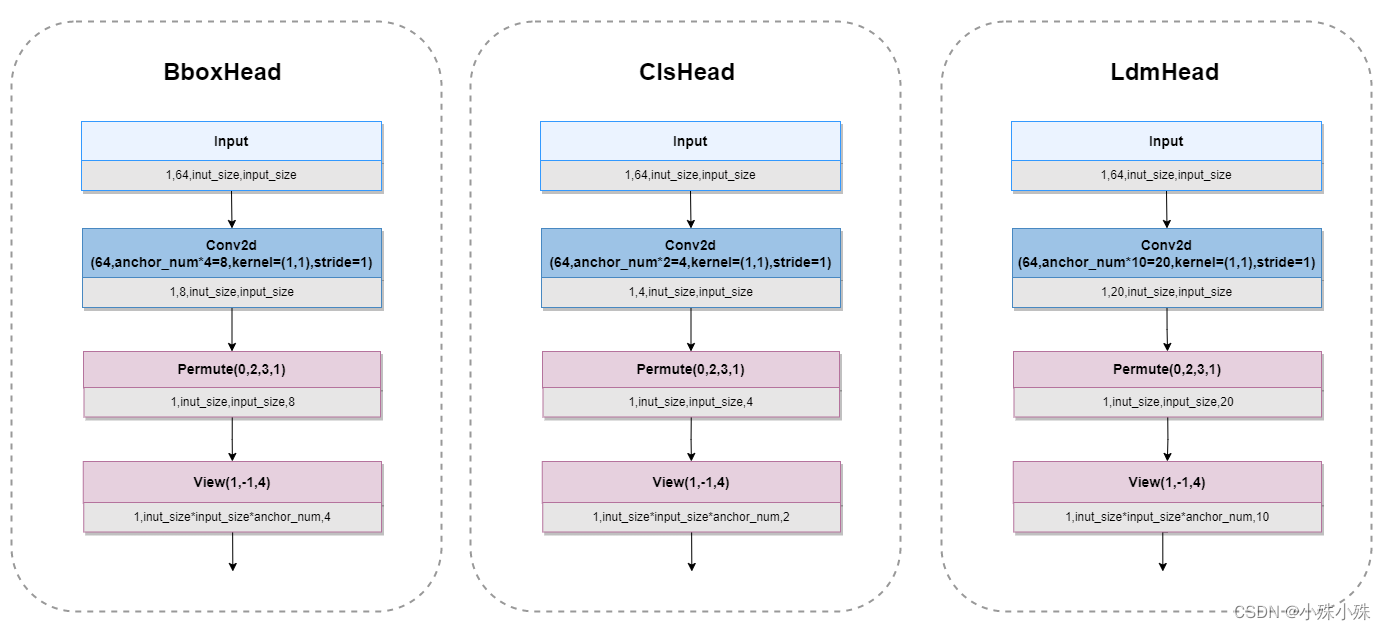 BboxHead
Input
1,64,inut_size,input_size
Conv2d
(64,anchor_num*4=8,kernel=(1,1),stride=1)
1,8,inut_size,input_size
Permute(0,2,3,1)
1,inut_size,input_size,8
View(1,-1,4)
1,inut_size*input_size*anchor_num,4
ClsHead
Input
1,64,inut_size,input_size
Conv2d
(64,anchor_num*2=4,kernel=(1,1),stride=1)
1,4,inut_size,input_size
Permute(0,2,3,1)
1,inut_size,input_size,4
View(1,-1,4)
1,inut_size*input_size*anchor_num,2
LdmHead
Input
1,64,inut_size,input_size
Conv2d
(64,anchor_num*10=20,kernel=(1,1),stride=1)
1,20,inut_size,input_size
Permute(0,2,3,1)
1,inut_size,input_size,20
View(1,-1,4)
1,inut_size*input_size*anchor_num,10
CSDN @小殊小殊